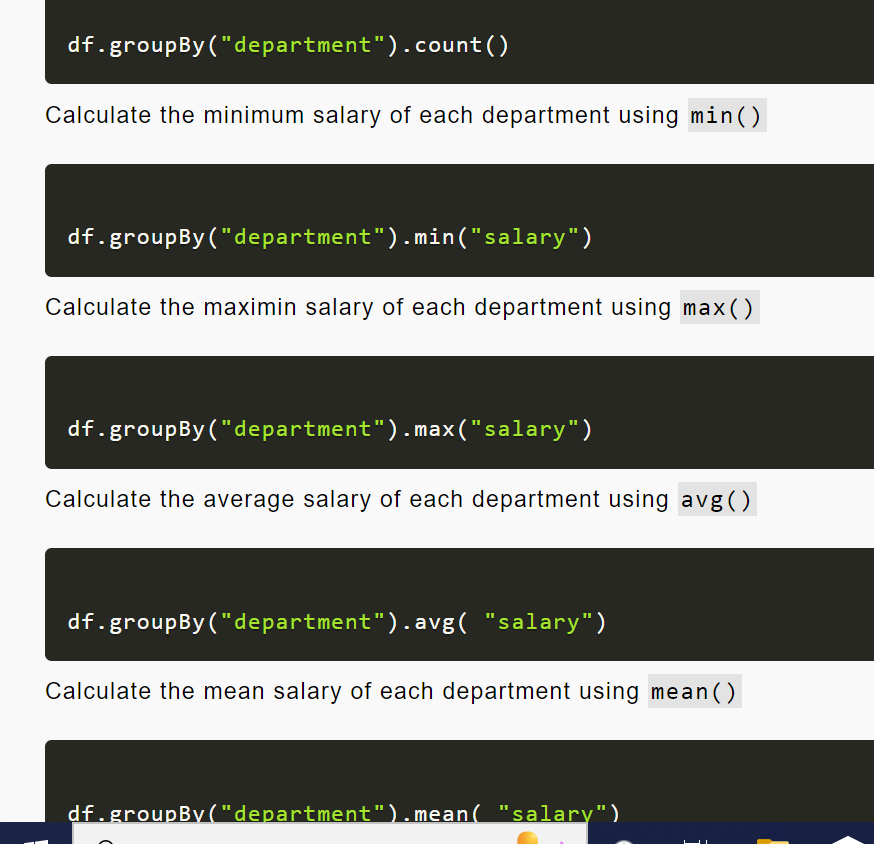 df.groupBy("department").count()
Calculate the minimum salary of each department using min()
df.groupBy("department").min("salary")
Calculate the maximin salary of each department using max()
df.groupBy("department").max("salary")
Calculate the average salary of each department using avg()
df.groupBy("department").avg( "salary")
Calculate the mean salary of each department using mean()
df.groupBy("department").mean( "salary")